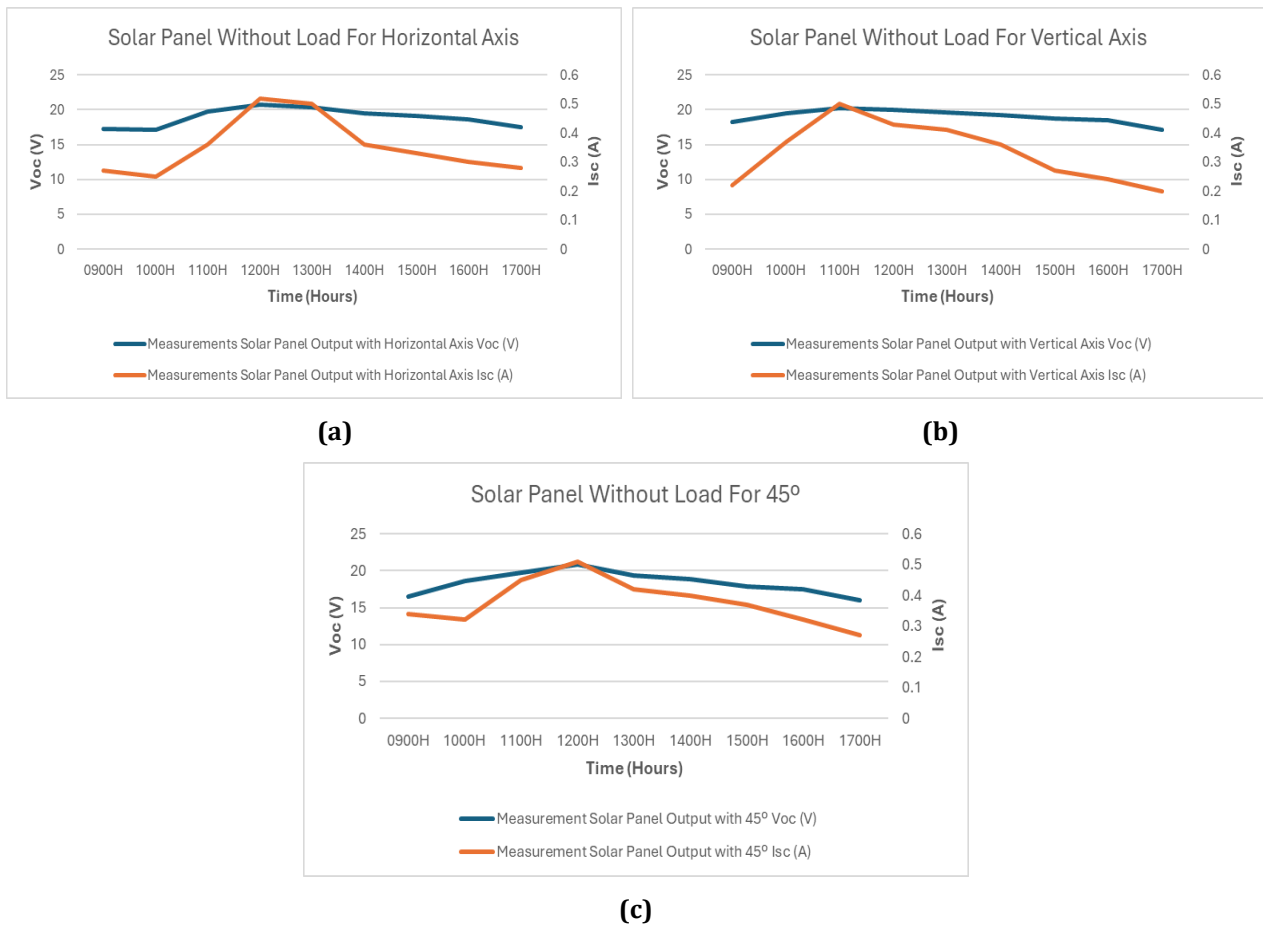 Solar Panel Without Load For Horizontal Axis
25
20
15
10
5
0
Voc (V)
0.6
0.5
0.4
0.3
0.2
0.1
0
Isc (A)
0900H 1000H 1100H 1200H 1300H 1400H 1500H 1600H 1700H
Time (Hours)
Measurements Solar Panel Output with Horizontal Axis Voc (V)
Measurements Solar Panel Output with Horizontal Axis Isc (A)
(a)
Solar Panel Without Load For Vertical Axis
25
20
15
10
5
0
Voc (V)
0.6
0.5
0.4
0.3
0.2
0.1
0
Isc (A)
0900H 1000H 1100H 1200H 1300H 1400H 1500H 1600H 1700H
Time (Hours)
Measurements Solar Panel Output with Vertical Axis Voc (V)
Measurements Solar Panel Output with Vertical Axis Isc (A)
(b)
Solar Panel Without Load For 45º
25
20
15
10
5
0
Voc (V)
0.6
0.5
0.4
0.3
0.2
0.1
0
Isc (A)
0900H 1000H 1100H 1200H 1300H 1400H 1500H 1600H 1700H
Time (Hours)
Measurement Solar Panel Output with 45º Voc (V)
Measurement Solar Panel Output with 45º Isc (A)
(c)